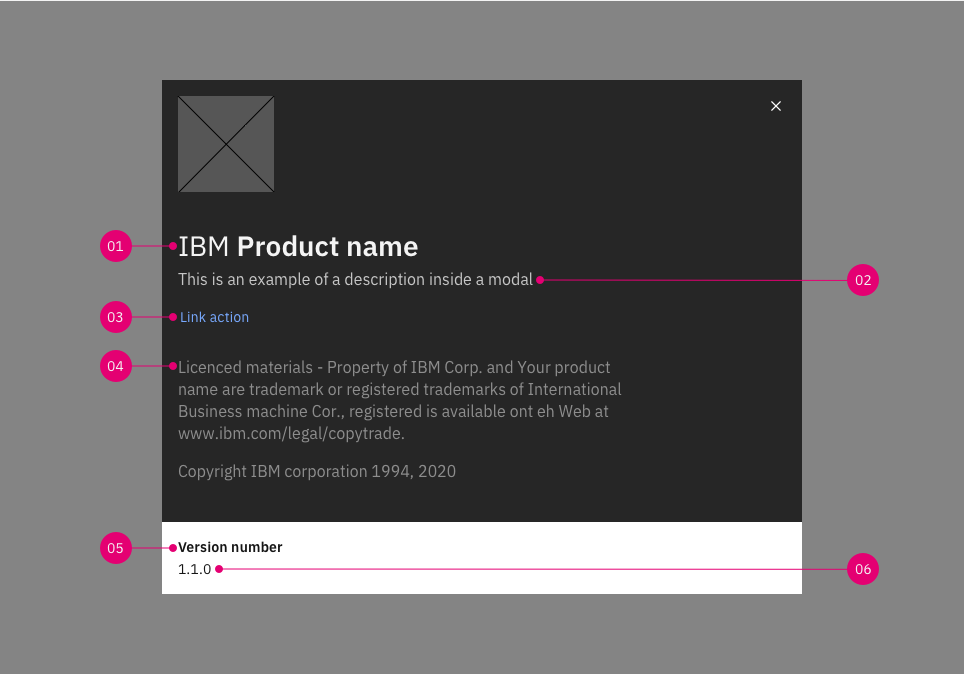 01 IBM Product name
This is an example of a description inside a modal 02
03 Link action
04 Licenced materials - Property of IBM Corp. and Your product
name are trademark or registered trademarks of International
Business machine Cor., registered is available ont eh Web at
www.ibm.com/legal/copytrade.
Copyright IBM corporation 1994, 2020
05 Version number
1.1.0 06